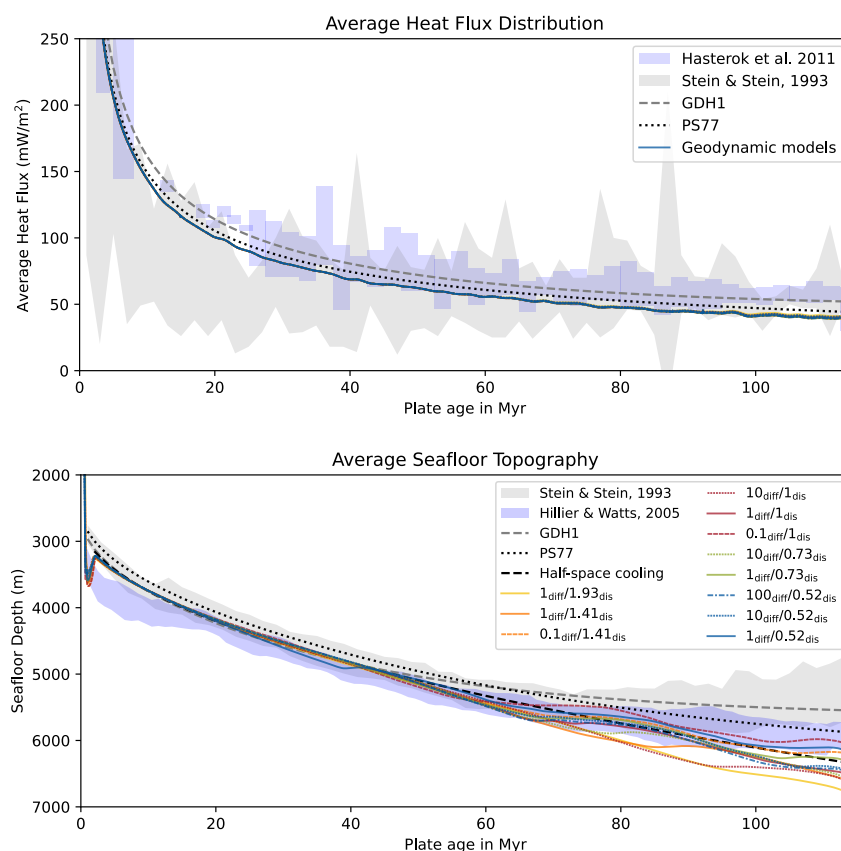 Average Heat Flux Distribution
250
200
150
100
50
0
Average Heat Flux (mW/m²)
Hasterok et al. 2011
Stein & Stein, 1993
GDH1
PS77
Geodynamic models
0 20 40 60 80 100
Plate age in Myr
Average Seafloor Topography
2000
3000
4000
5000
6000
7000
Seafloor Depth (m)
Stein & Stein, 1993
Hillier & Watts, 2005
GDH1
PS77
Half-space cooling
1diff/1.93dis
1diff/1.41dis
0.1diff/1.41dis
10diff/1dis
1diff/1dis
0.1diff/1dis
10diff/0.73dis
1diff/0.73dis
100diff/0.52dis
10diff/0.52dis
1diff/0.52dis
0 20 40 60 80 100
Plate age in Myr